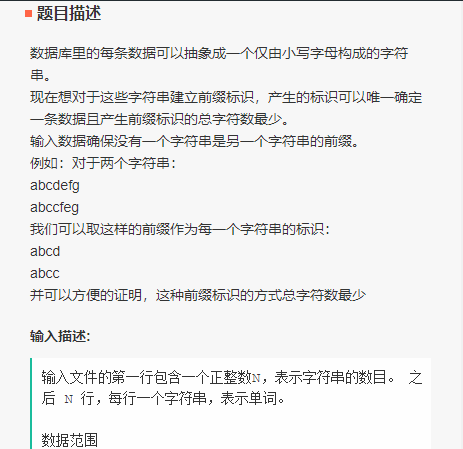 题目描述
数据库里的每条数据可以抽象成一个仅由小写字母构成的字符
串。
现在想对于这些字符串建立前缀标识，产生的标识可以唯一确定
一条数据且产生前缀标识的总字符数最少。
输入数据确保没有一个字符串是另一个字符串的前缀。
例如：对于两个字符串：
abcdefg
abccfeg
我们可以取这样的前缀作为每一个字符串的标识：
abcd
abcc
并可以方便的证明，这种前缀标识的方式总字符数最少
输入描述:
输入文件的第一行包含一个正整数N，表示字符串的数目。 之
后 N 行，每行一个字符串，表示单词。
数据范围